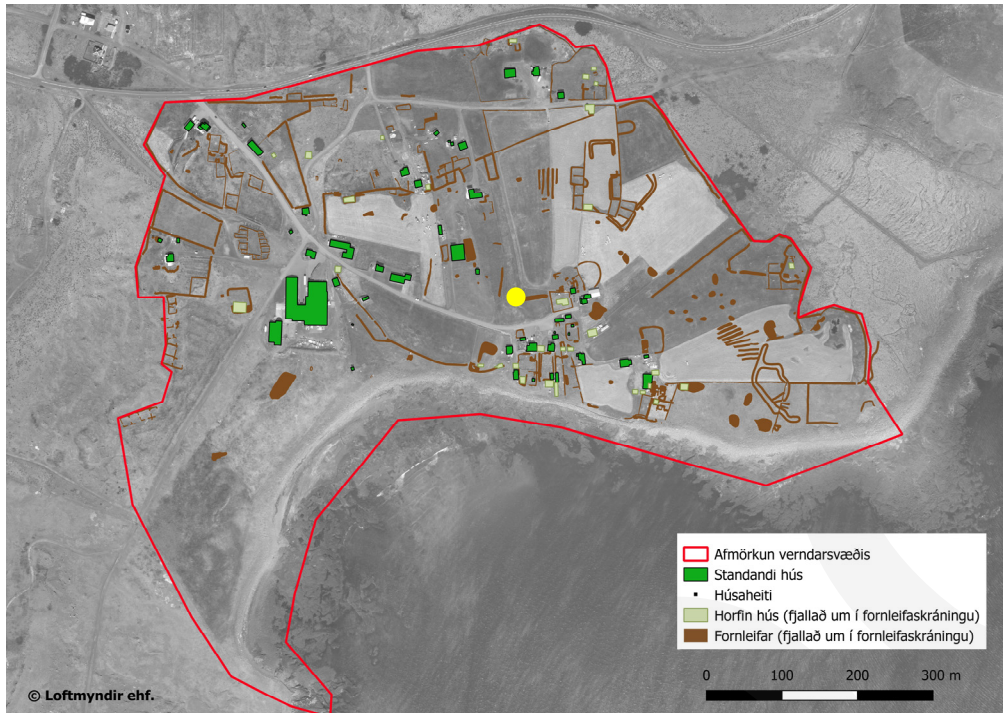 Afmörkun verndarsvæðis
Standandi hús
Húsaheiti
Horfin hús (fjallað um í fornleifaskráningu)
Fornleifar (fjallað um í fornleifaskráningu)
0 100 200 300 m
© Loftmyndir ehf.